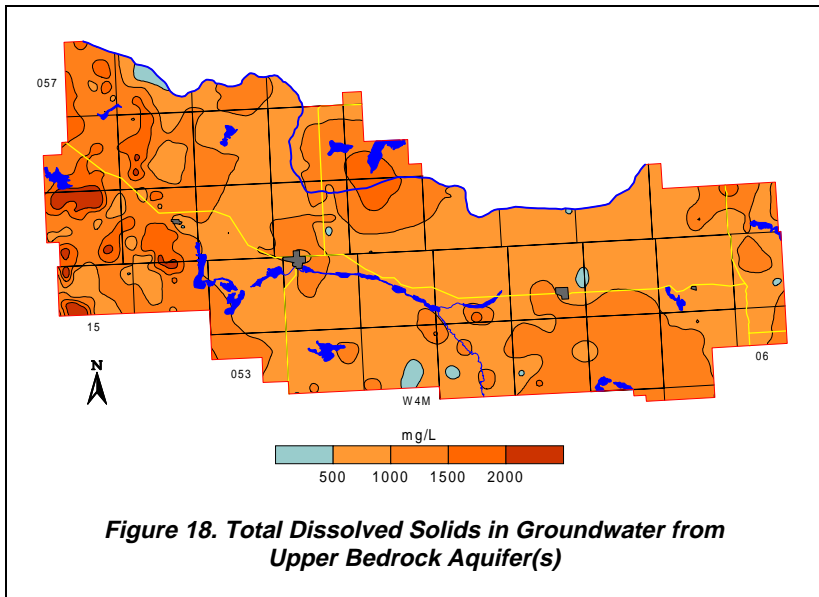 057
15
053
W4M
06
N
mg/L
500 1000 1500 2000
Figure 18. Total Dissolved Solids in Groundwater from
Upper Bedrock Aquifer(s)